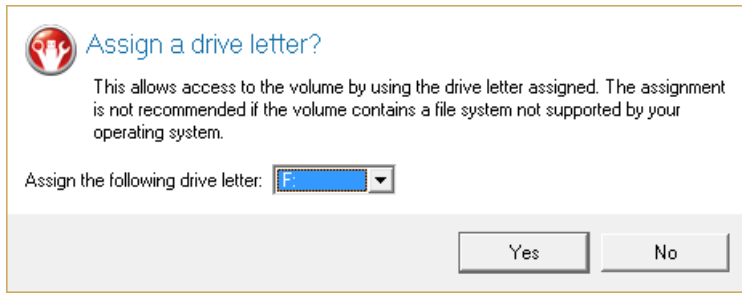 Assign a drive letter?
This allows access to the volume by using the drive letter assigned. The assignment
is not recommended if the volume contains a file system not supported by your
operating system.
Assign the following drive letter: F:
Yes No